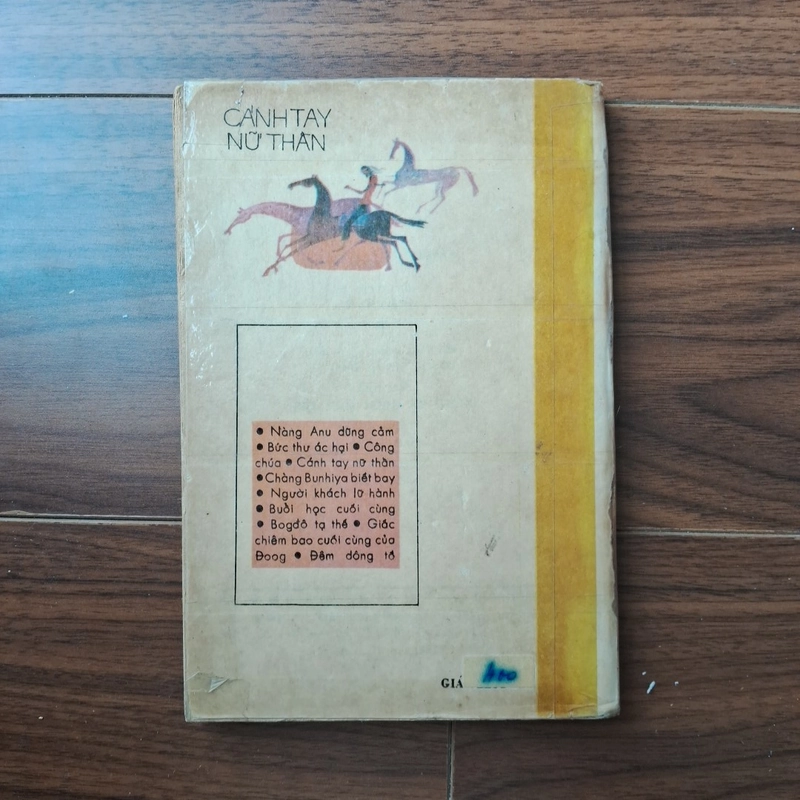 CÁNH TAY
NỮ THẦN
● Nàng Anu dũng cảm
● Bức thư ác hại ● Công
chúa ● Cánh tay nữ thần
● Chàng Bunhiya biết bay
● Người khách lữ hành
● Buổi học cuối cùng
● Bogđô tạ thế ● Giấc
chiêm bao cuối cùng của
Đoog ● Đêm dông tố
GIÁ